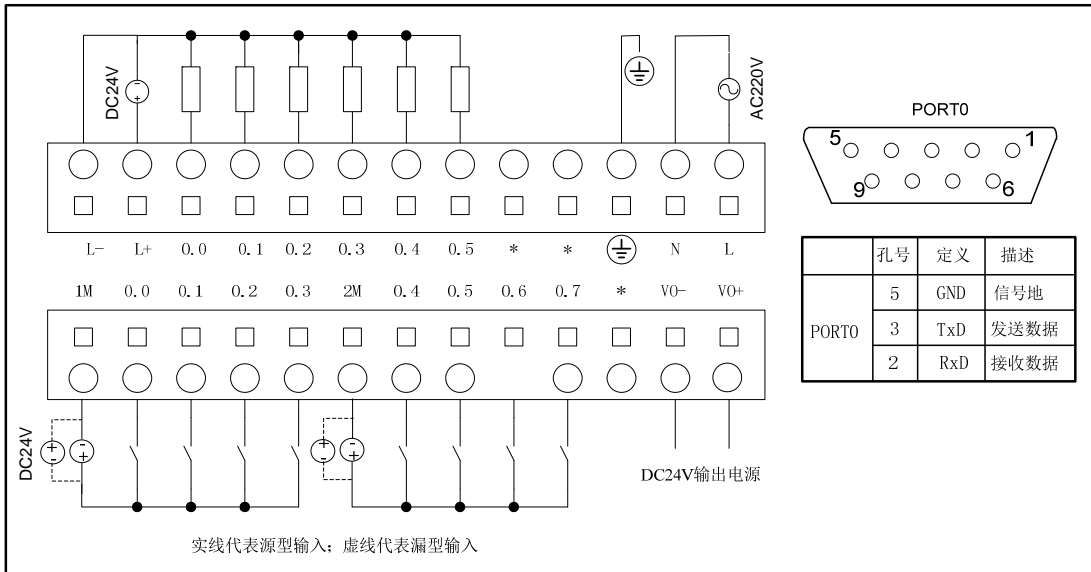 DC24V
AC220V
L- L+ 0.0 0.1 0.2 0.3 0.4 0.5 * * N L
1M 0.0 0.1 0.2 0.3 2M 0.4 0.5 0.6 0.7 * VO- VO+
DC24V
DC24V输出电源
实线代表源型输入；虚线代表漏型输入
PORT0
5 1
9 6
孔号 定义 描述
PORT0
5 GND 信号地
3 TxD 发送数据
2 RxD 接收数据